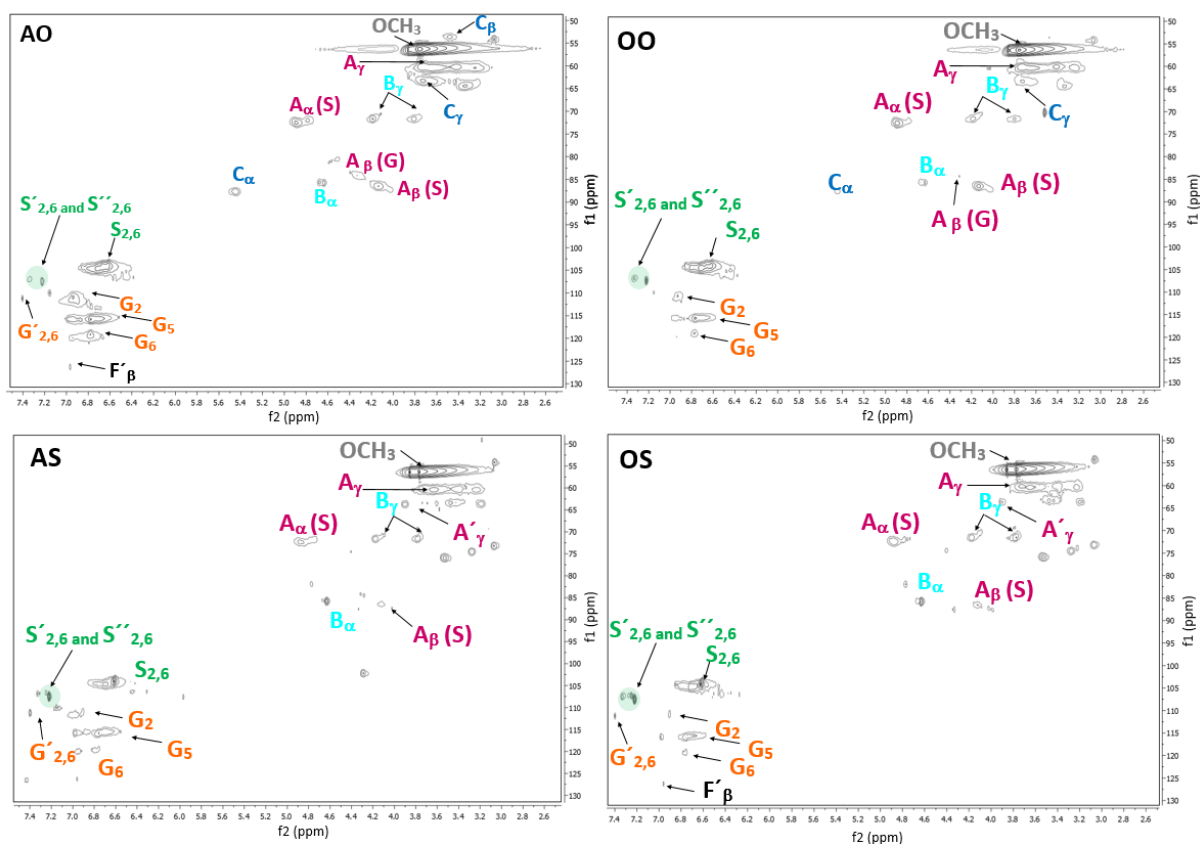 AO
OCH₃
Cβ
Aγ
Bγ
Cγ
Aα (S)
A β (G)
Aβ (S)
Cα
Bα
S´2,6 and S´´2,6
S2,6
G2
G5
G´2,6
G6
F´β
50
55
60
65
70
75
80
85
90
95
100
105
110
115
120
125
130
f1 (ppm)
7.4 7.2 7.0 6.8 6.6 6.4 6.2 6.0 5.8 5.6 5.4 5.2 5.0 4.8 4.6 4.4 4.2 4.0 3.8 3.6 3.4 3.2 3.0 2.8 2.6
f2 (ppm)
OO
OCH₃
Aγ
Bγ
Aα (S)
Cγ
Cα
Bα
Aβ (S)
A β (G)
S´2,6 and S´´2,6
S2,6
G2
G5
G6
50
55
60
65
70
75
80
85
90
95
100
105
110
115
120
125
130
f1 (ppm)
7.4 7.2 7.0 6.8 6.6 6.4 6.2 6.0 5.8 5.6 5.4 5.2 5.0 4.8 4.6 4.4 4.2 4.0 3.8 3.6 3.4 3.2 3.0 2.8 2.6
f2 (ppm)
AS
OCH₃
Aγ
Bγ
Aα (S)
A´γ
Bα
Aβ (S)
S´2,6 and S´´2,6
S2,6
G2
G5
G´2,6
G6
50
55
60
65
70
75
80
85
90
95
100
105
110
115
120
125
130
f1 (ppm)
7.4 7.2 7.0 6.8 6.6 6.4 6.2 6.0 5.8 5.6 5.4 5.2 5.0 4.8 4.6 4.4 4.2 4.0 3.8 3.6 3.4 3.2 3.0 2.8 2.6
f2 (ppm)
OS
OCH₃
Aγ
Bγ
Aα (S)
A´γ
Bα
Aβ (S)
S´2,6 and S´´2,6
S2,6
G2
G5
G´2,6
G6
F´β
50
55
60
65
70
75
80
85
90
95
100
105
110
115
120
125
130
f1 (ppm)
7.4 7.2 7.0 6.8 6.6 6.4 6.2 6.0 5.8 5.6 5.4 5.2 5.0 4.8 4.6 4.4 4.2 4.0 3.8 3.6 3.4 3.2 3.0 2.8 2.6
f2 (ppm)